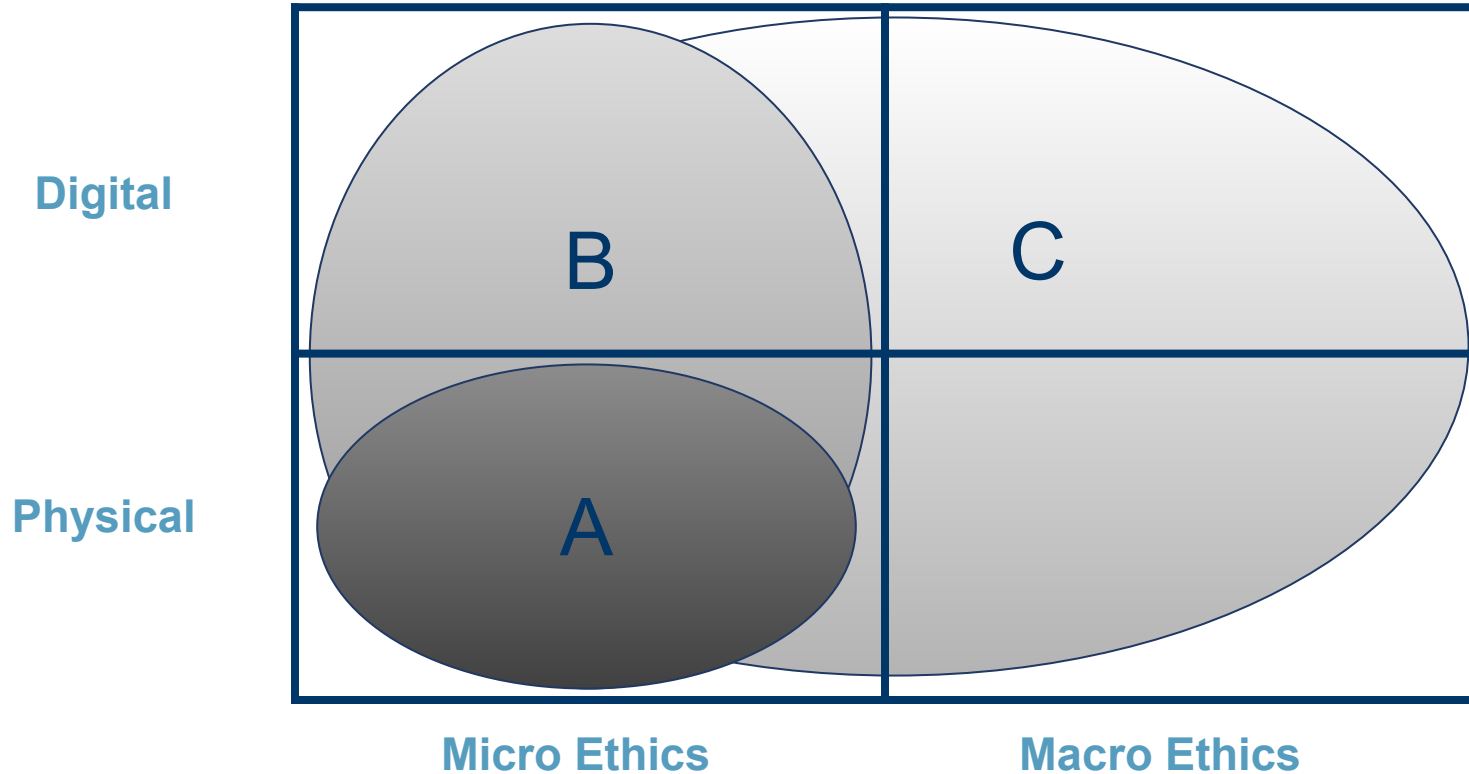 Digital
B
C
Physical
A
Micro Ethics
Macro Ethics